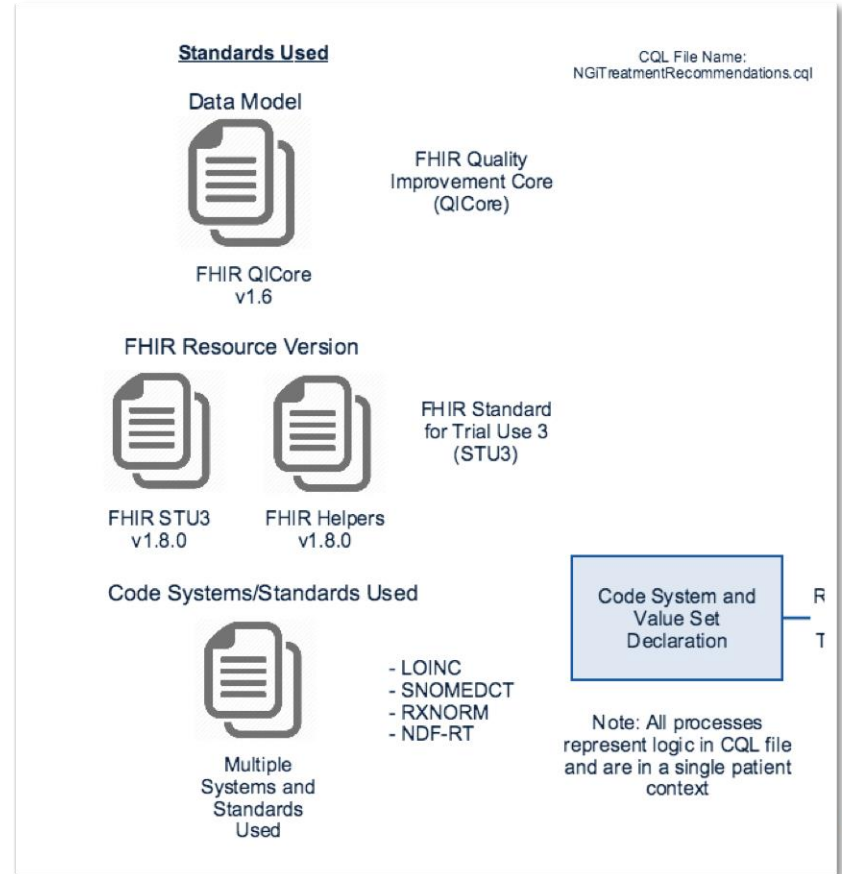 Standards Used
CQL File Name:
NGiTreatmentRecommendations.cql
Data Model
FHIR Quality
Improvement Core
(QICore)
FHIR QICore
v1.6
FHIR Resource Version
FHIR Standard
for Trial Use 3
(STU3)
FHIR STU3
v1.8.0
FHIR Helpers
v1.8.0
Code Systems/Standards Used
- LOINC
- SNOMEDCT
- RXNORM
- NDF-RT
Multiple
Systems and
Standards
Used
Code System and
Value Set
Declaration
R
T
Note: All processes
represent logic in CQL file
and are in a single patient
context